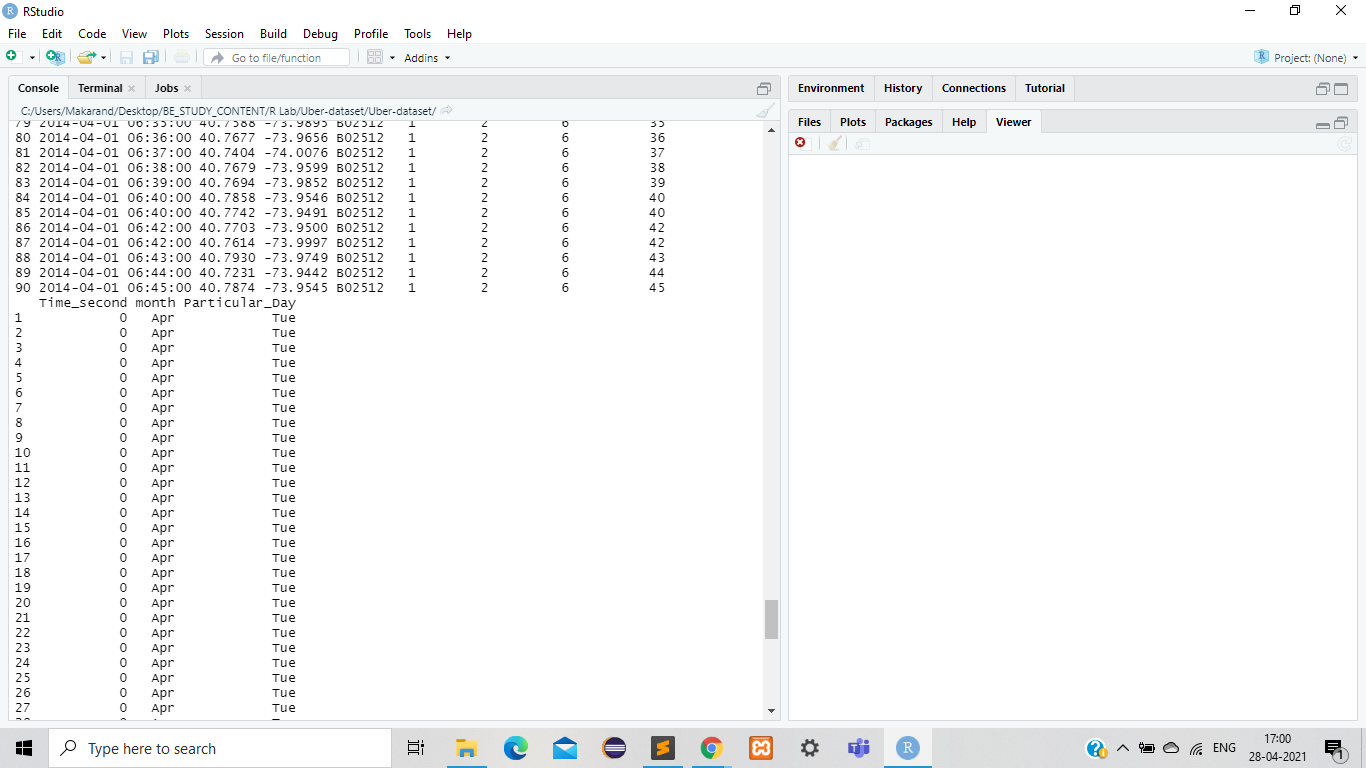 RStudio
File Edit Code View Plots Session Build Debug Profile Tools Help
Go to file/function Addins Project: (None)
Console Terminal Jobs
C:/Users/Makarand/Desktop/BE_STUDY_CONTENT/R Lab/Uber-dataset/Uber-dataset/
79 2014-04-01 06:35:00 40.7588 -73.9895 B02512 1 2 6 35
80 2014-04-01 06:36:00 40.7677 -73.9656 B02512 1 2 6 36
81 2014-04-01 06:37:00 40.7404 -74.0076 B02512 1 2 6 37
82 2014-04-01 06:38:00 40.7679 -73.9599 B02512 1 2 6 38
83 2014-04-01 06:39:00 40.7694 -73.9852 B02512 1 2 6 39
84 2014-04-01 06:40:00 40.7858 -73.9546 B02512 1 2 6 40
85 2014-04-01 06:40:00 40.7742 -73.9491 B02512 1 2 6 40
86 2014-04-01 06:42:00 40.7703 -73.9500 B02512 1 2 6 42
87 2014-04-01 06:42:00 40.7614 -73.9997 B02512 1 2 6 42
88 2014-04-01 06:43:00 40.7930 -73.9749 B02512 1 2 6 43
89 2014-04-01 06:44:00 40.7231 -73.9442 B02512 1 2 6 44
90 2014-04-01 06:45:00 40.7874 -73.9545 B02512 1 2 6 45
Time_second month Particular_Day
1 0 Apr Tue
2 0 Apr Tue
3 0 Apr Tue
4 0 Apr Tue
5 0 Apr Tue
6 0 Apr Tue
7 0 Apr Tue
8 0 Apr Tue
9 0 Apr Tue
10 0 Apr Tue
11 0 Apr Tue
12 0 Apr Tue
13 0 Apr Tue
14 0 Apr Tue
15 0 Apr Tue
16 0 Apr Tue
17 0 Apr Tue
18 0 Apr Tue
19 0 Apr Tue
20 0 Apr Tue
21 0 Apr Tue
22 0 Apr Tue
23 0 Apr Tue
24 0 Apr Tue
25 0 Apr Tue
26 0 Apr Tue
27 0 Apr Tue
Environment History Connections Tutorial
Files Plots Packages Help Viewer
Type here to search
ENG
17:00
28-04-2021
1